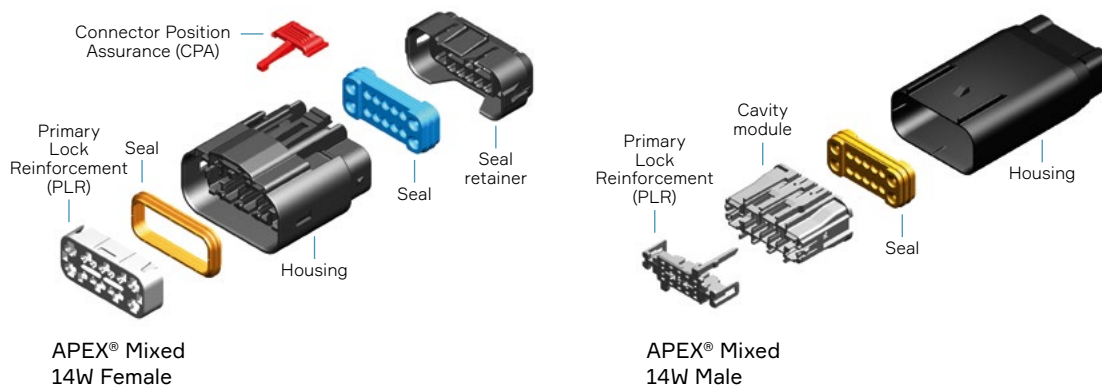 Connector Position
Assurance (CPA)
Primary
Lock
Reinforcement
(PLR)
Seal
Seal
Seal
retainer
Housing
APEX® Mixed
14W Female
Primary
Lock
Reinforcement
(PLR)
Cavity
module
Seal
Housing
APEX® Mixed
14W Male